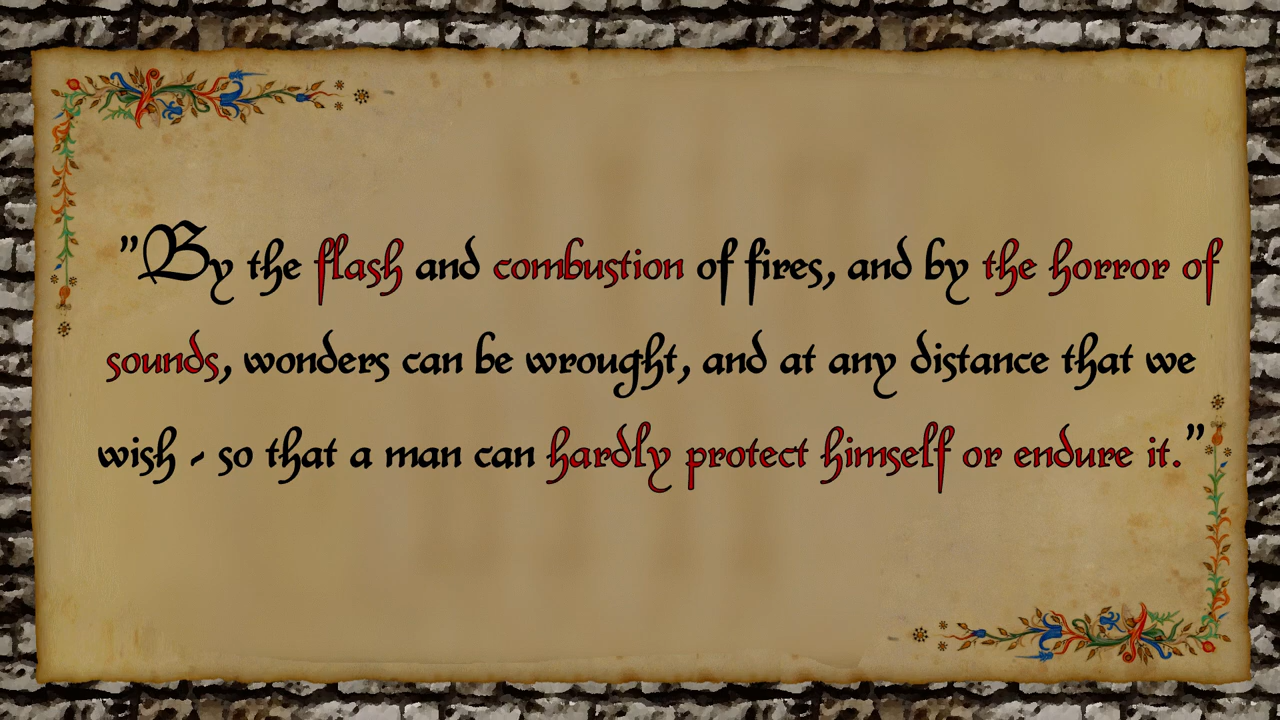 "By the flash and combustion of fires, and by the horror of
sounds, wonders can be wrought, and at any distance that we
wish - so that a man can hardly protect himself or endure it."